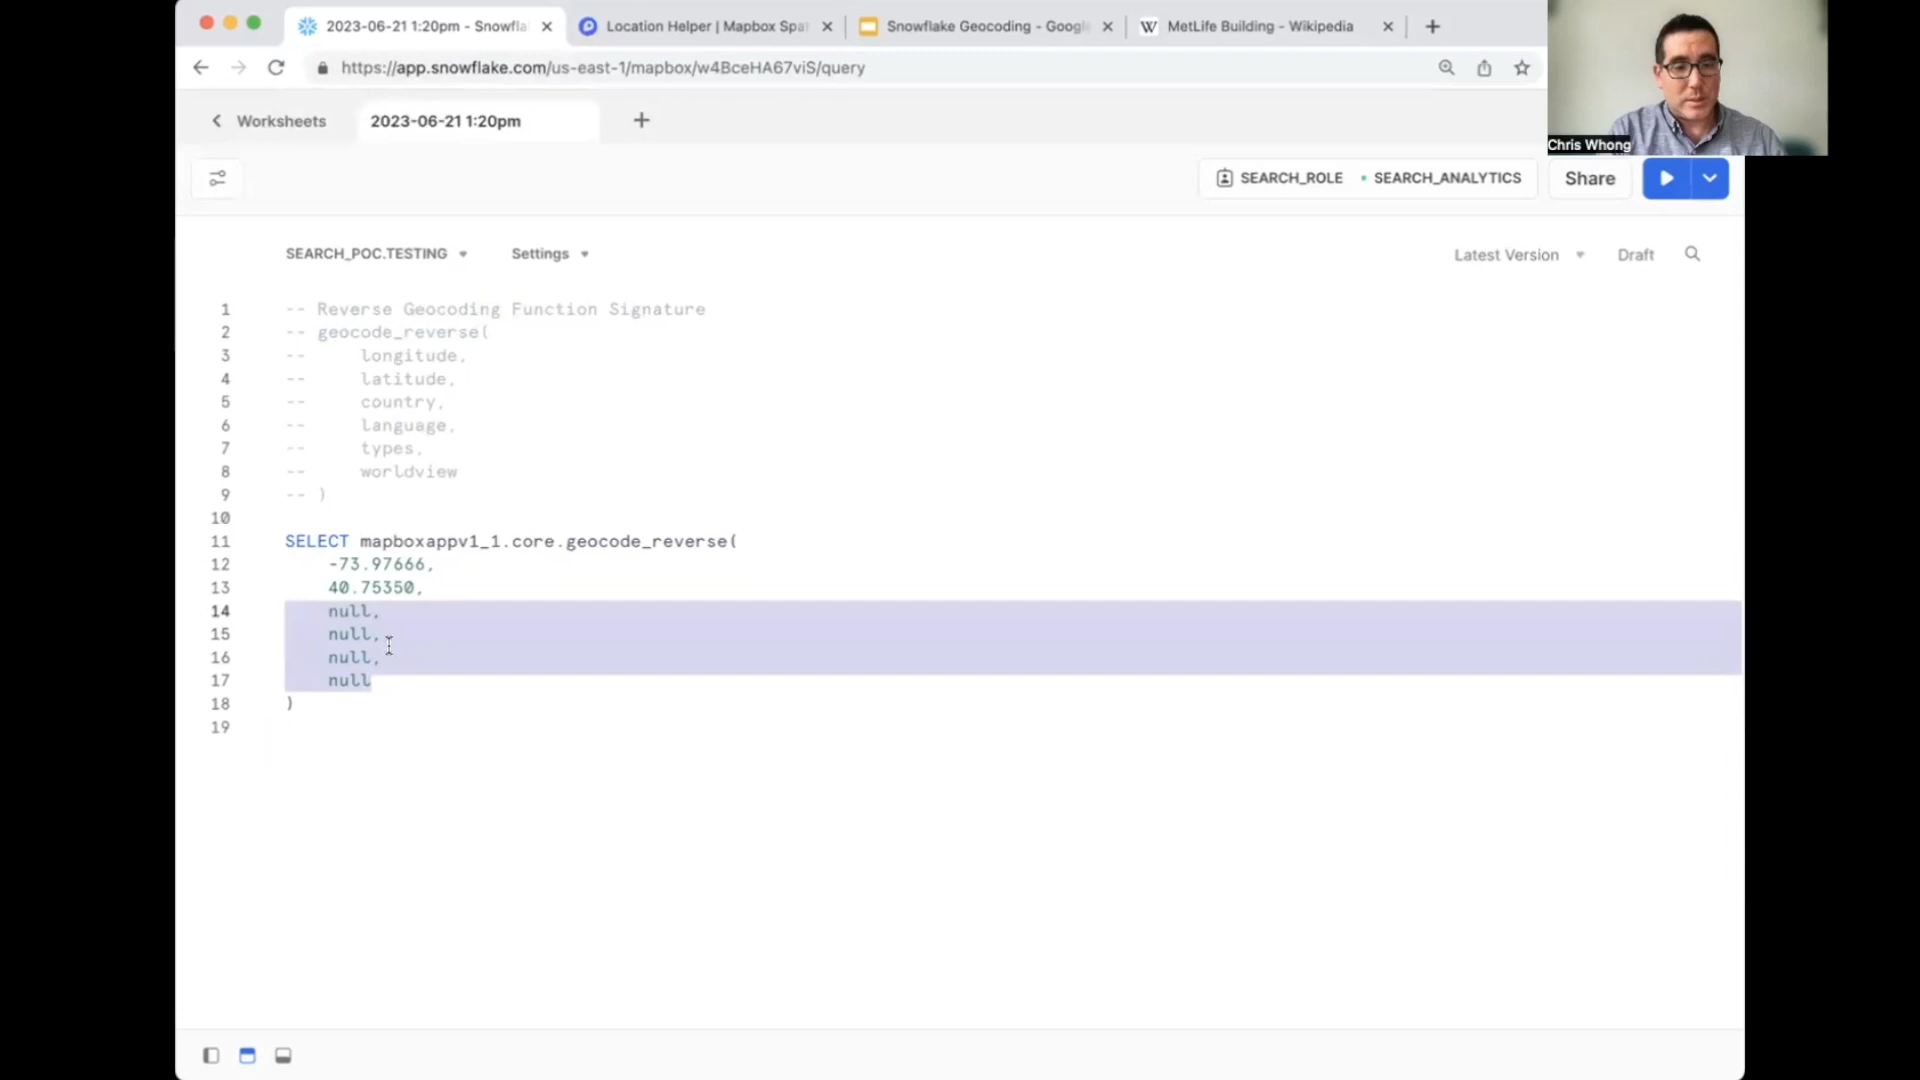 2023-06-21 1:20pm - Snowfla
Location Helper | Mapbox Spa
Snowflake Geocoding - Googl
MetLife Building - Wikipedia
https://app.snowflake.com/us-east-1/mapbox/w4BceHA67viS/query
Chris Whong
Worksheets
2023-06-21 1:20pm
SEARCH_ROLE • SEARCH_ANALYTICS
Share
SEARCH_POC.TESTING
Settings
Latest Version
Draft
1 -- Reverse Geocoding Function Signature
2 -- geocode_reverse(
3 -- longitude,
4 -- latitude,
5 -- country,
6 -- language,
7 -- types,
8 -- worldview
9 -- )
10
11 SELECT mapboxappv1_1.core.geocode_reverse(
12 -73.97666,
13 40.75350,
14 null,
15 null,
16 null,
17 null
18 )
19